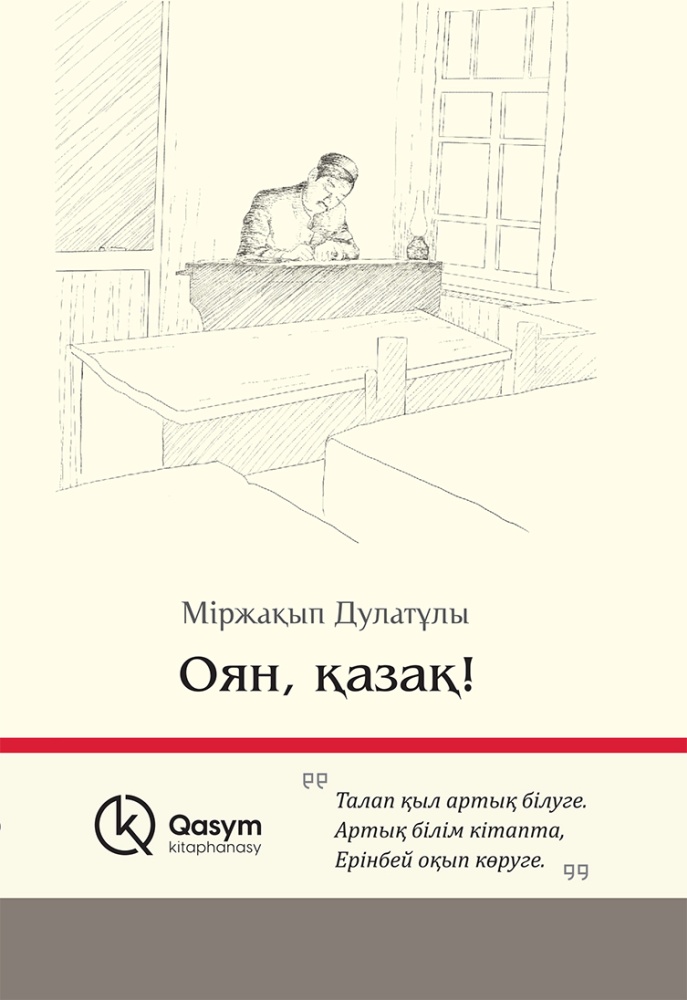 Міржақып Дулатұлы
Оян, қазақ!
Qasym
kitaphanasy
Талап қыл артық білуге.
Артық білім кітапта,
Ерінбей оқып көруге.